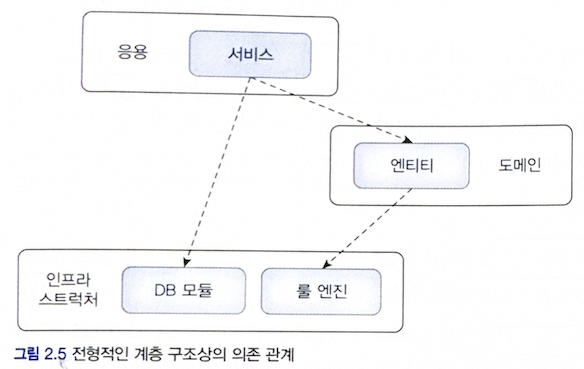 응용
서비스
엔티티
도메인
인프라
스트럭처
DB 모듈
룰 엔진
그림 2.5 전형적인 계층 구조상의 의존 관계